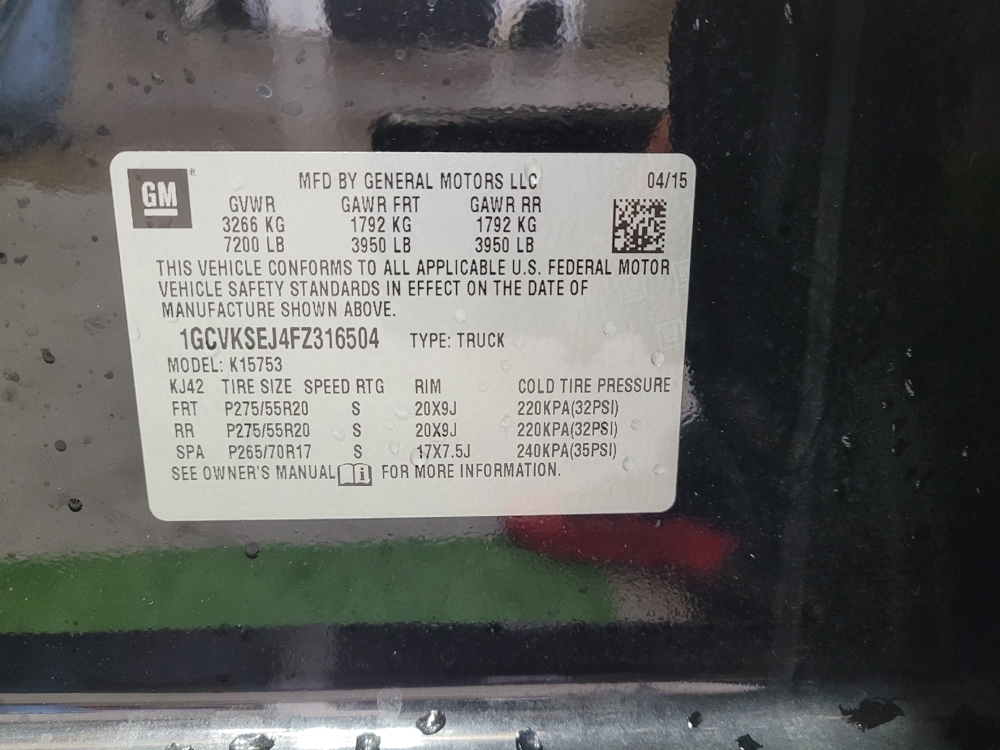 GM ® MFD BY GENERAL MOTORS LLC 04/15
GVWR GAWR FRT GAWR RR
3266 KG 1792 KG 1792 KG
7200 LB 3950 LB 3950 LB
THIS VEHICLE CONFORMS TO ALL APPLICABLE U.S. FEDERAL MOTOR
VEHICLE SAFETY STANDARDS IN EFFECT ON THE DATE OF
MANUFACTURE SHOWN ABOVE.
1GCVKSEJ4FZ316504 TYPE: TRUCK
MODEL: K15753
KJ42 TIRE SIZE SPEED RTG RIM COLD TIRE PRESSURE
FRT P275/55R20 S 20X9J 220KPA(32PSI)
RR P275/55R20 S 20X9J 220KPA(32PSI)
SPA P265/70R17 S 17X7.5J 240KPA(35PSI)
SEE OWNER'S MANUAL i FOR MORE INFORMATION.